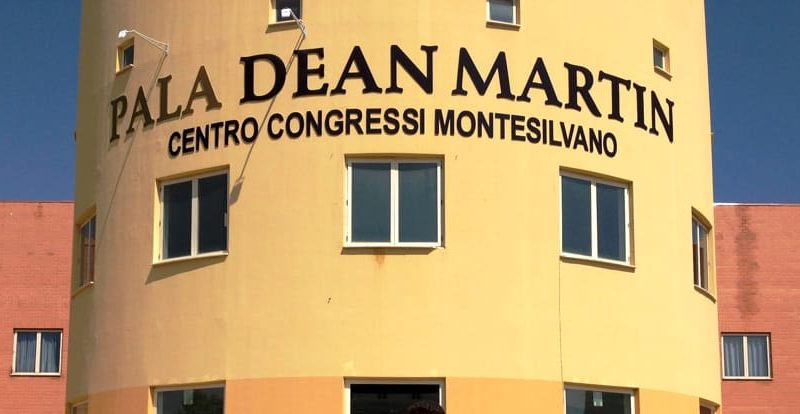 PALA DEAN MARTIN
CENTRO CONGRESSI MONTESILVANO